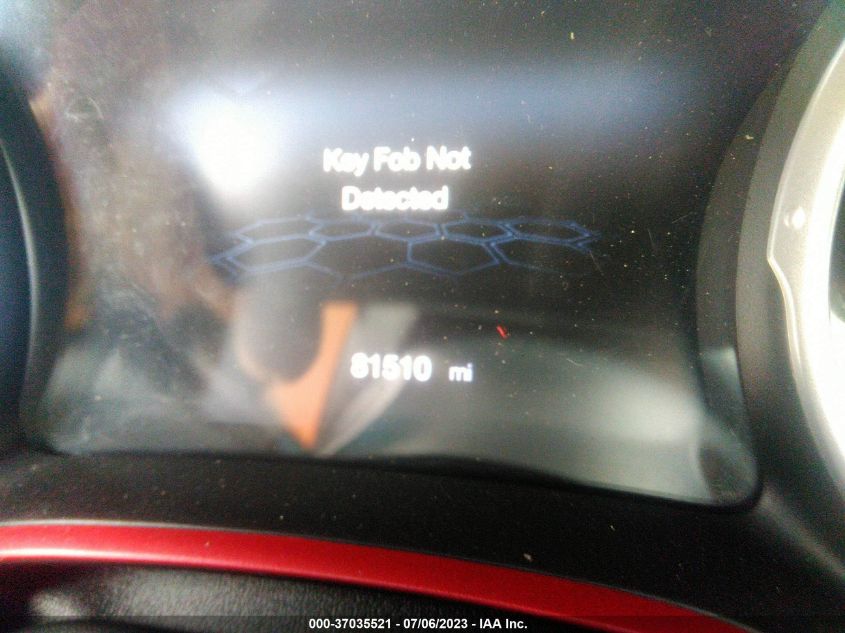 Key Fob Not
Detected
81510 mi
000-37035521 - 07/06/2023 - IAA Inc.